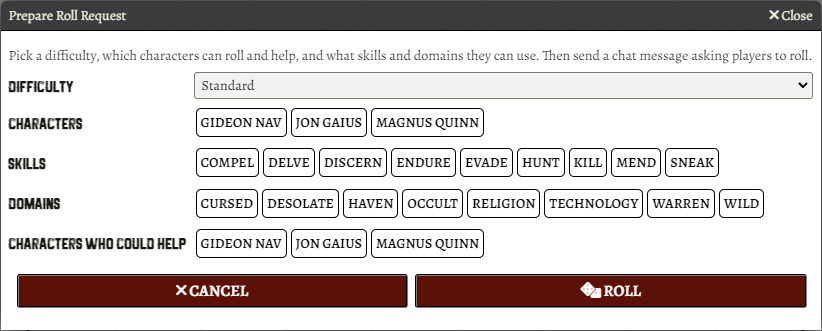 Prepare Roll Request
Close
Pick a difficulty, which characters can roll and help, and what skills and domains they can use. Then send a chat message asking players to roll.
DIFFICULTY Standard
CHARACTERS GIDEON NAV JON GAIUS MAGNUS QUINN
SKILLS COMPEL DELVE DISCERN ENDURE EVADE HUNT KILL MEND SNEAK
DOMAINS CURSED DESOLATE HAVEN OCCULT RELIGION TECHNOLOGY WARREN WILD
CHARACTERS WHO COULD HELP GIDEON NAV JON GAIUS MAGNUS QUINN
CANCEL ROLL